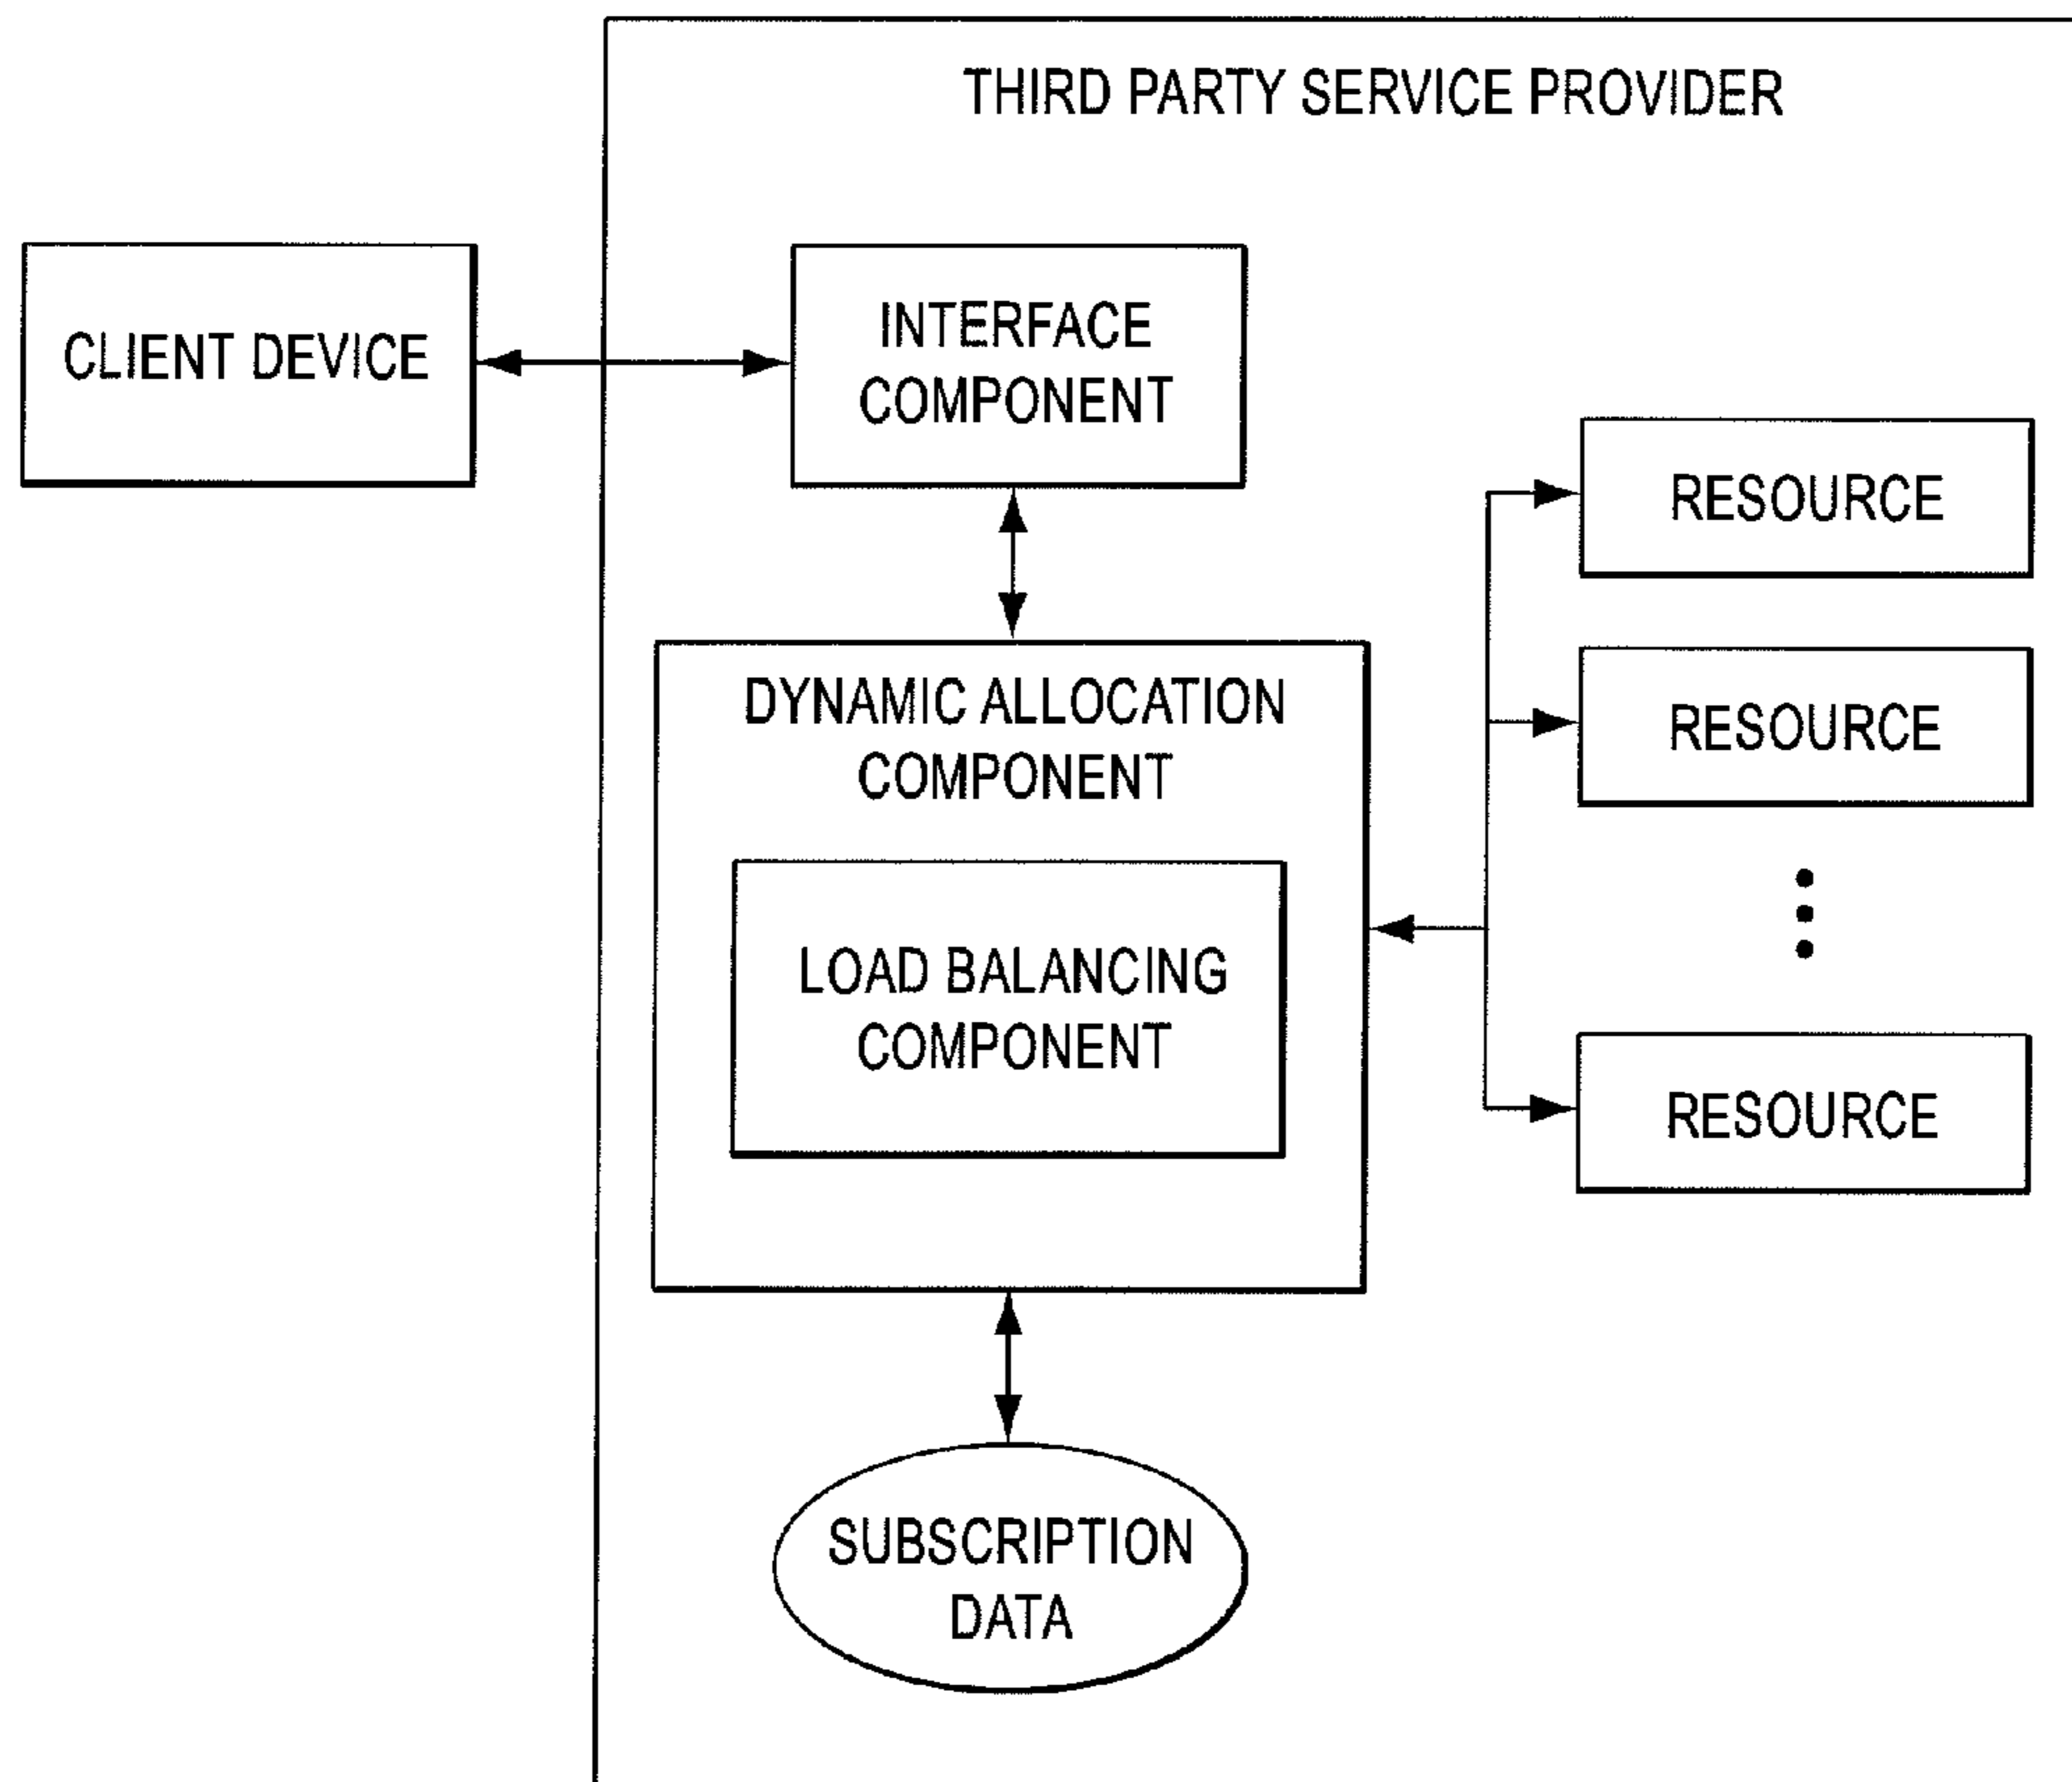 THIRD PARTY SERVICE PROVIDER
CLIENT DEVICE
INTERFACE
COMPONENT
RESOURCE
DYNAMIC ALLOCATION
COMPONENT
RESOURCE
LOAD BALANCING
COMPONENT
RESOURCE
SUBSCRIPTION
DATA